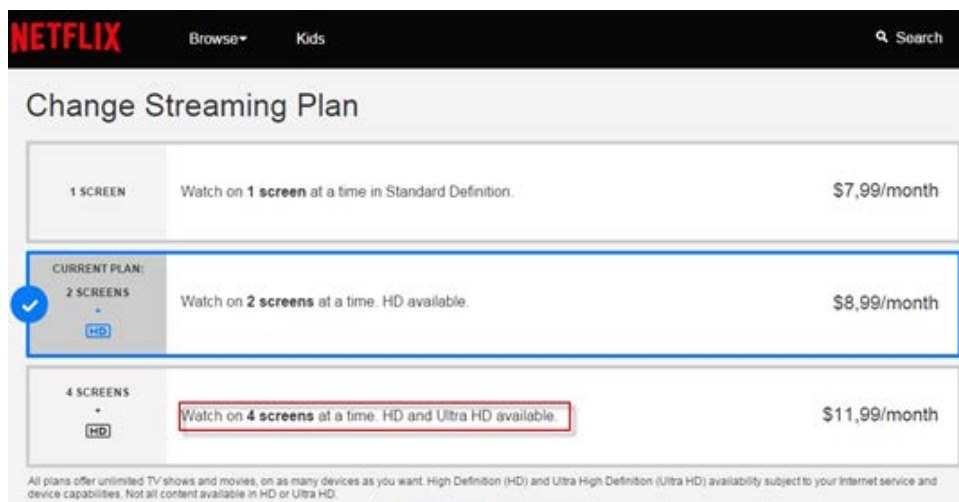 NETFLIX Browse Kids Search
Change Streaming Plan
1 SCREEN Watch on 1 screen at a time in Standard Definition. $7,99/month
CURRENT PLAN:
2 SCREENS
+
HD
Watch on 2 screens at a time. HD available. $8,99/month
4 SCREENS
+
HD
Watch on 4 screens at a time. HD and Ultra HD available. $11,99/month
All plans offer unlimited TV shows and movies, on as many devices as you want. High Definition (HD) and Ultra High Definition (Ultra HD) availability subject to your Internet service and
device capabilities. Not all content available in HD or Ultra HD.